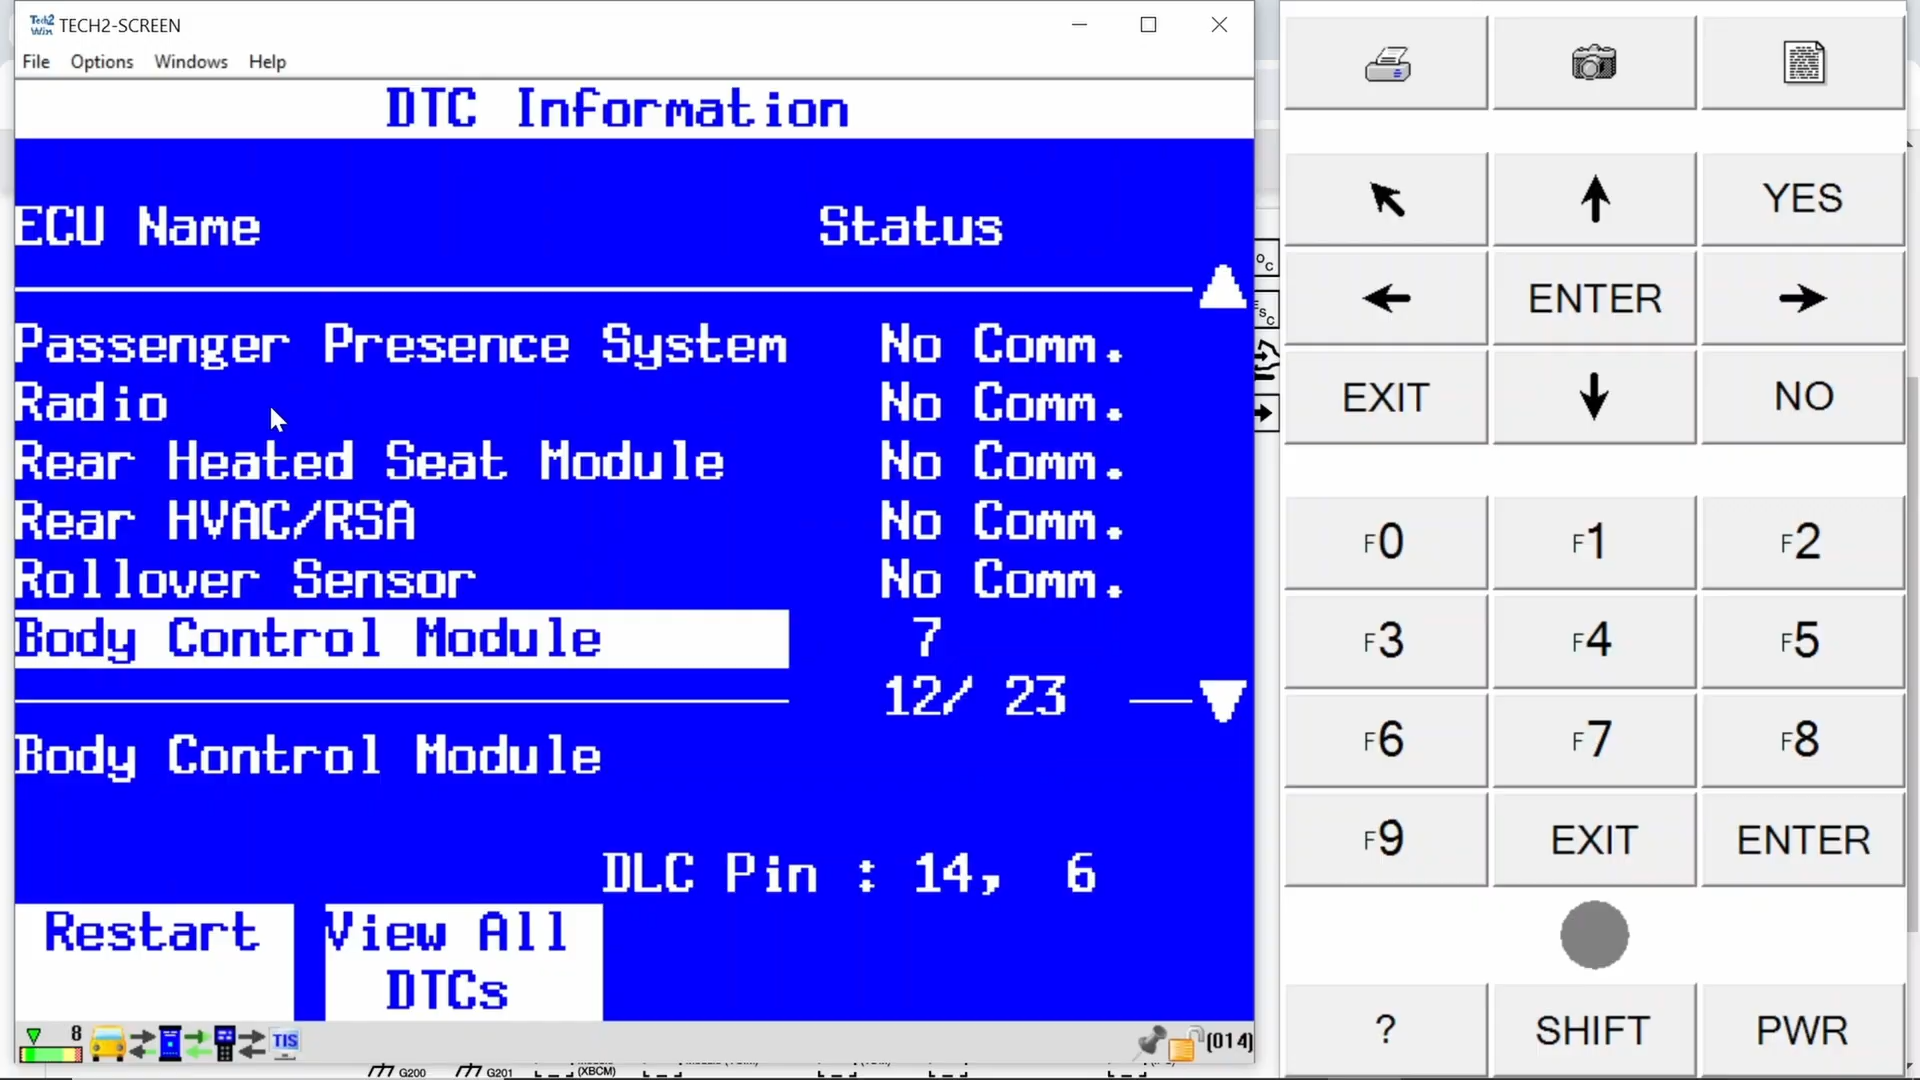 Tech2 Win TECH2-SCREEN
File Options Windows Help
DTC Information
ECU Name Status
Passenger Presence System No Comm.
Radio No Comm.
Rear Heated Seat Module No Comm.
Rear HVAC/RSA No Comm.
Rollover Sensor No Comm.
Body Control Module 7
12/ 23
Body Control Module
DLC Pin : 14, 6
Restart
View All
DTCs
8
TIS
(014)
G200 G201 (XBCM)
YES
ENTER
EXIT
NO
F0 F1 F2
F3 F4 F5
F6 F7 F8
F9 EXIT ENTER
? SHIFT PWR